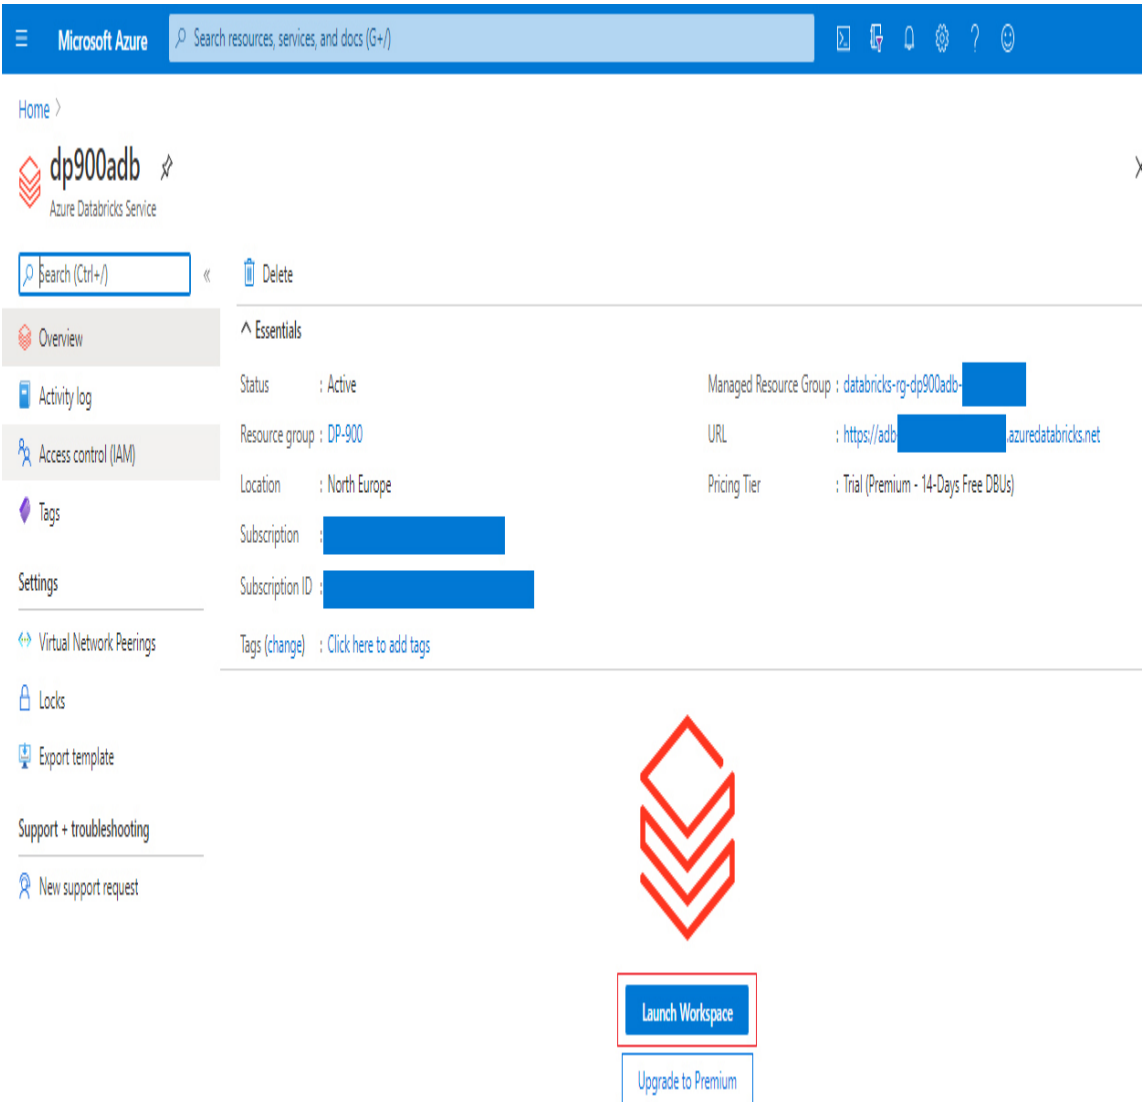 Microsoft Azure
Search resources, services, and docs (G+/)
Home >
dp900adb
Azure Databricks Service
Search (Ctrl+/)
«
Delete
Overview
Activity log
Access control (IAM)
Tags
Settings
Virtual Network Peerings
Locks
Export template
Support + troubleshooting
New support request
Essentials
Status : Active
Resource group : DP-900
Location : North Europe
Subscription :
Subscription ID :
Tags (change) : Click here to add tags
Managed Resource Group : databricks-rg-dp900adb-
URL : https://adb- .azuredatabricks.net
Pricing Tier : Trial (Premium - 14-Days Free DBUs)
Launch Workspace
Upgrade to Premium